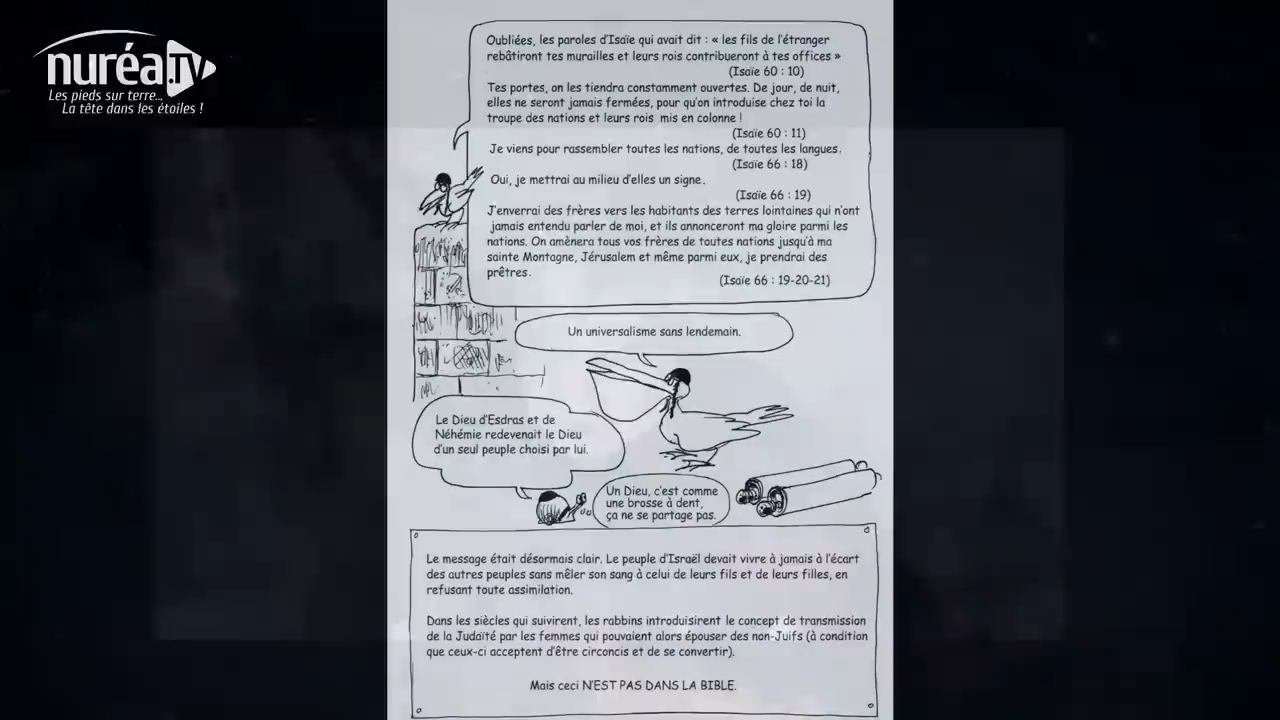 nuréa.TV
Les pieds sur terre...
La tête dans les étoiles !
Oubliées, les paroles d'Isaïe qui avait dit : « les fils de l'étranger
rebâtiront tes murailles et leurs rois contribueront à tes offices »
(Isaïe 60 : 10)
Tes portes, on les tiendra constamment ouvertes. De jour, de nuit,
elles ne seront jamais fermées, pour qu'on introduise chez toi la
troupe des nations et leurs rois mis en colonne !
(Isaïe 60 : 11)
Je viens pour rassembler toutes les nations, de toutes les langues.
(Isaïe 66 : 18)
Oui, je mettrai au milieu d'elles un signe.
(Isaïe 66 : 19)
J'enverrai des frères vers les habitants des terres lointaines qui n'ont
jamais entendu parler de moi, et ils annonceront ma gloire parmi les
nations. On amènera tous vos frères de toutes nations jusqu'à ma
sainte Montagne, Jérusalem et même parmi eux, je prendrai des
prêtres.
(Isaïe 66 : 19-20-21)
Un universalisme sans lendemain.
Le Dieu d'Esdras et de
Néhémie redevenait le Dieu
d'un seul peuple choisi par lui.
Un Dieu, c'est comme
une brosse à dent,
ça ne se partage pas.
Le message était désormais clair. Le peuple d'Israël devait vivre à jamais à l'écart
des autres peuples sans mêler son sang à celui de leurs fils et de leurs filles, en
refusant toute assimilation.
Dans les siècles qui suivirent, les rabbins introduisirent le concept de transmission
de la Judaïté par les femmes qui pouvaient alors épouser des non-Juifs (à condition
que ceux-ci acceptent d'être circoncis et de se convertir).
Mais ceci N'EST PAS DANS LA BIBLE.